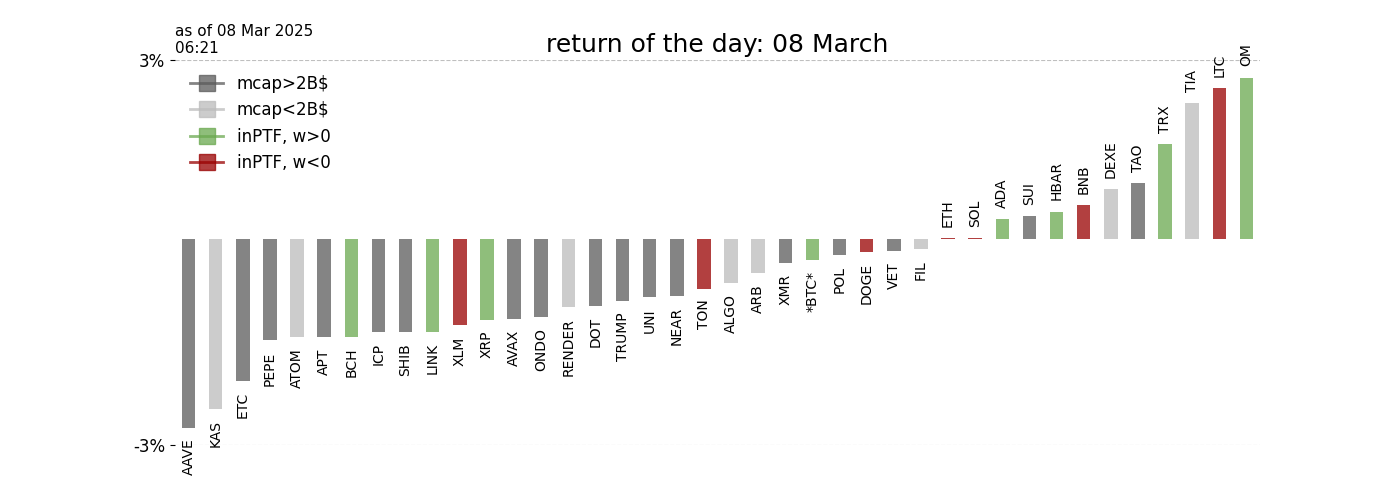 as of 08 Mar 2025
06:21
return of the day: 08 March
3%
mcap>2B$
mcap<2B$
inPTF, w>0
inPTF, w<0
-3%
AAVE
KAS
ETC
PEPE
ATOM
APT
BCH
ICP
SHIB
LINK
XLM
XRP
AVAX
ONDO
RENDER
DOT
TRUMP
UNI
NEAR
TON
ALGO
ARB
XMR
*BTC*
POL
DOGE
VET
FIL
ETH
SOL
ADA
SUI
HBAR
BNB
DEXE
TAO
TRX
TIA
LTC
OM